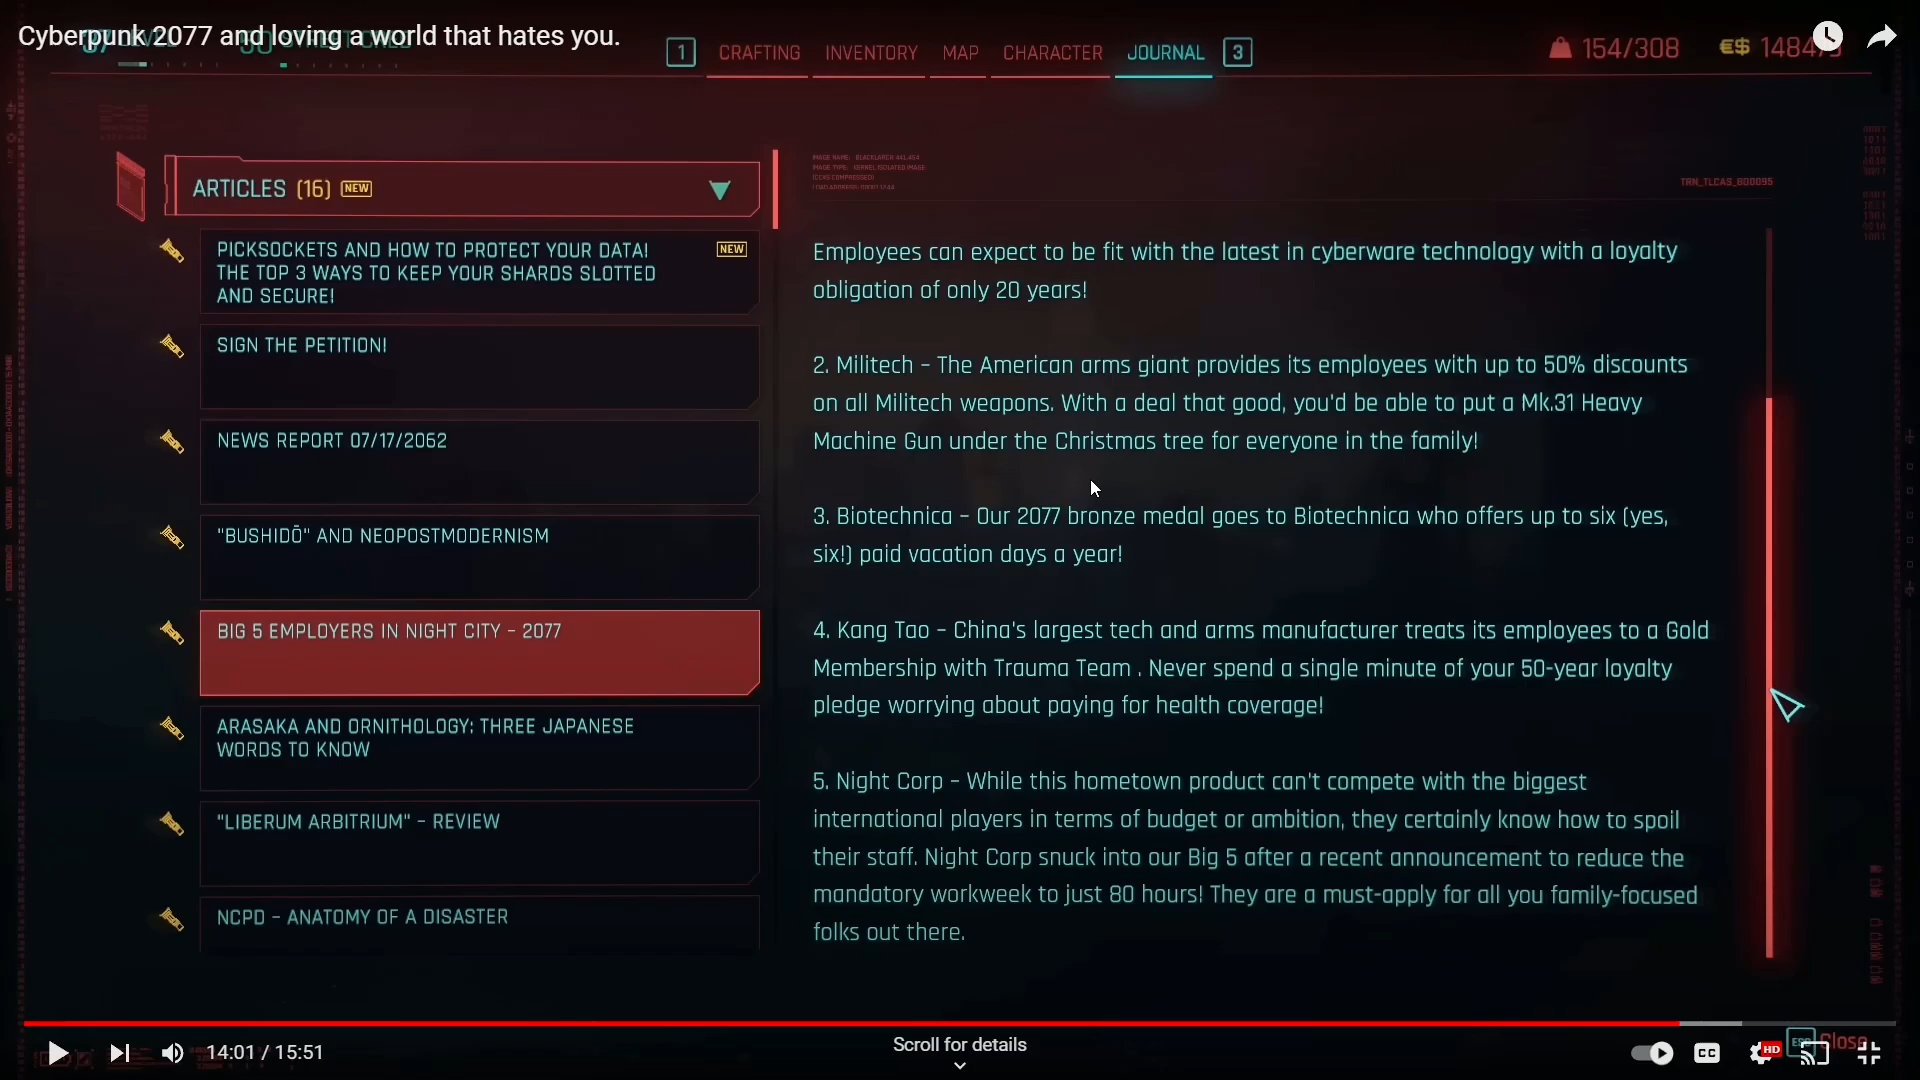 Cyberpunk 2077 and loving a world that hates you.
1 CRAFTING INVENTORY MAP CHARACTER JOURNAL 3
154/308
€$
ARTICLES (16) NEW
TRN_TLCAS_800095
PICKSOCKETS AND HOW TO PROTECT YOUR DATA!
THE TOP 3 WAYS TO KEEP YOUR SHARDS SLOTTED
AND SECURE!
NEW
SIGN THE PETITION!
NEWS REPORT 07/17/2062
"BUSHIDŌ" AND NEOPOSTMODERNISM
BIG 5 EMPLOYERS IN NIGHT CITY – 2077
ARASAKA AND ORNITHOLOGY: THREE JAPANESE
WORDS TO KNOW
"LIBERUM ARBITRIUM" – REVIEW
NCPD – ANATOMY OF A DISASTER
Employees can expect to be fit with the latest in cyberware technology with a loyalty
obligation of only 20 years!
2. Militech – The American arms giant provides its employees with up to 50% discounts
on all Militech weapons. With a deal that good, you'd be able to put a Mk.31 Heavy
Machine Gun under the Christmas tree for everyone in the family!
3. Biotechnica – Our 2077 bronze medal goes to Biotechnica who offers up to six (yes,
six!) paid vacation days a year!
4. Kang Tao – China's largest tech and arms manufacturer treats its employees to a Gold
Membership with Trauma Team . Never spend a single minute of your 50-year loyalty
pledge worrying about paying for health coverage!
5. Night Corp – While this hometown product can't compete with the biggest
international players in terms of budget or ambition, they certainly know how to spoil
their staff. Night Corp snuck into our Big 5 after a recent announcement to reduce the
mandatory workweek to just 80 hours! They are a must-apply for all you family-focused
folks out there.
Close
14:01 / 15:51
Scroll for details
CC
HD